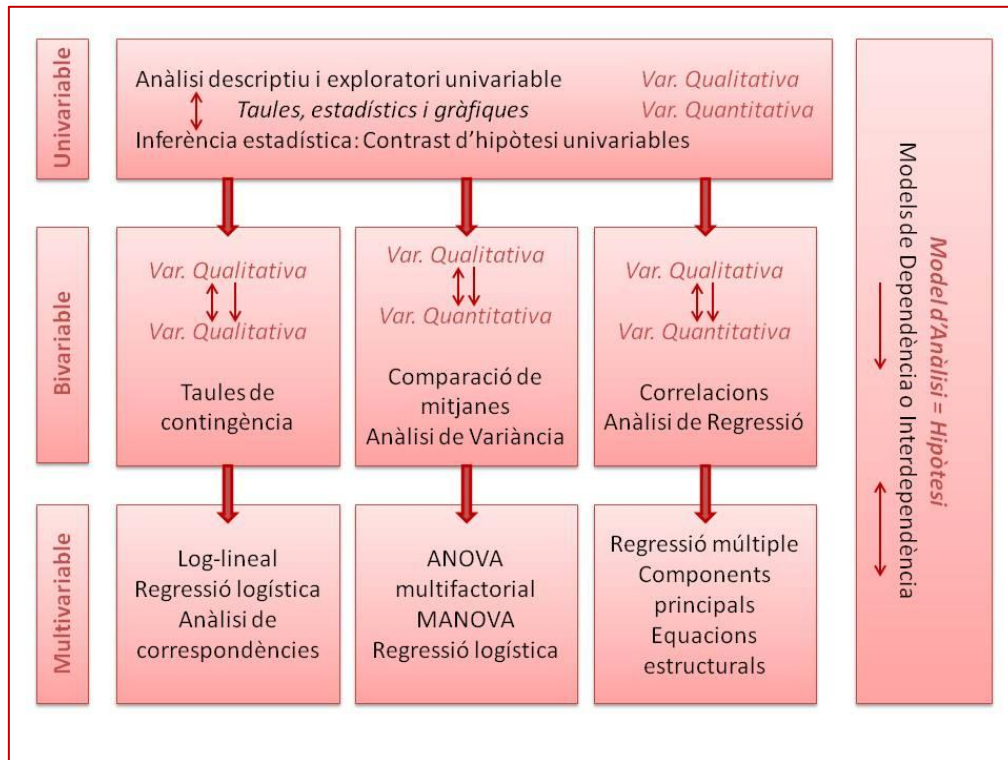 Univariable
Anàlisi descriptiu i exploratori univariable
Var. Qualitativa
Taules, estadístics i gràfiques
Var. Quantitativa
Inferència estadística: Contrast d'hipòtesi univariables
Bivariable
Var. Qualitativa
Var. Qualitativa
Taules de
contingència
Var. Qualitativa
Var. Quantitativa
Comparació de
mitjanes
Anàlisi de Variància
Var. Qualitativa
Var. Quantitativa
Correlacions
Anàlisi de Regressió
Multivariable
Log-lineal
Regressió logística
Anàlisi de
correspondències
ANOVA
multifactorial
MANOVA
Regressió logística
Regressió múltiple
Components
principals
Equacions
estructurals
Model d'Anàlisi = Hipòtesi
Models de Dependència o Interdependència